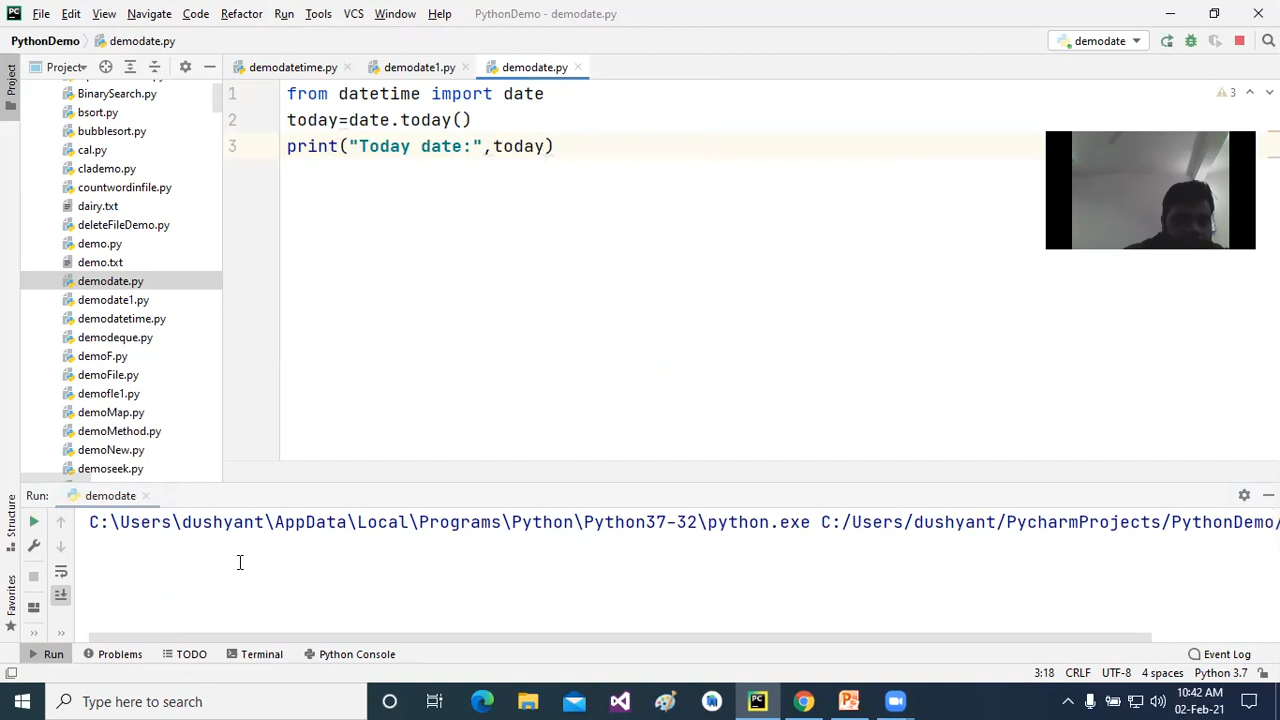 File Edit View Navigate Code Refactor Run Tools VCS Window Help PythonDemo - demodate.py
PythonDemo demodate.py demodate
Project demodatetime.py demodate1.py demodate.py
Project
BinarySearch.py
bsort.py
bubblesort.py
cal.py
clademo.py
countwordinfile.py
dairy.txt
deleteFileDemo.py
demo.py
demo.txt
demodate.py
demodate1.py
demodatetime.py
demodeque.py
demoF.py
demoFile.py
demofle1.py
demoMap.py
demoMethod.py
demoNew.py
demoseek.py
1 from datetime import date
2 today=date.today()
3 print("Today date:",today)
3
Run: demodate
C:\Users\dushyant\AppData\Local\Programs\Python\Python37-32\python.exe C:/Users/dushyant/PycharmProjects/PythonDemo/
Structure
Favorites
Run Problems TODO Terminal Python Console Event Log
3:18 CRLF UTF-8 4 spaces Python 3.7
Type here to search
10:42 AM
02-Feb-21